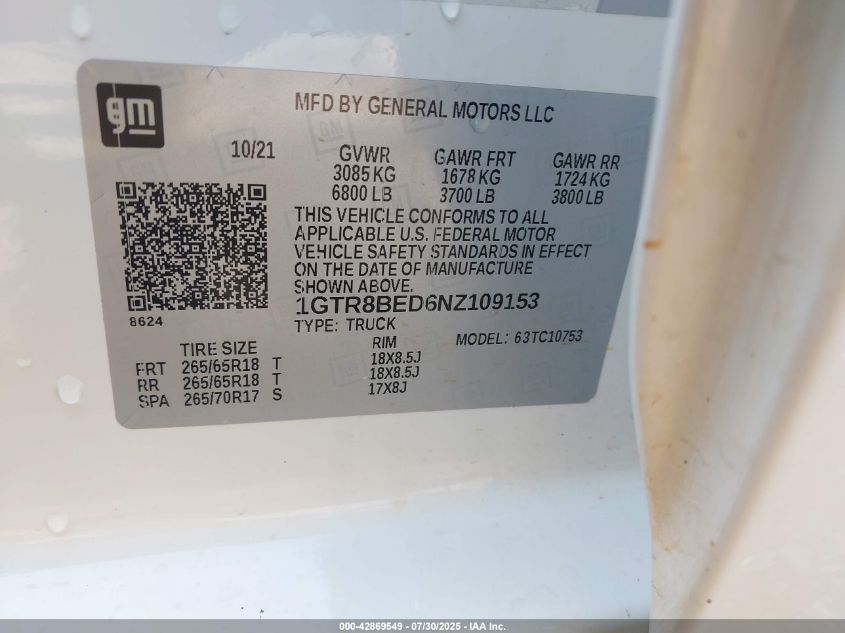 gm
MFD BY GENERAL MOTORS LLC
10/21
GVWR GAWR FRT GAWR RR
3085 KG 1678 KG 1724 KG
6800 LB 3700 LB 3800 LB
THIS VEHICLE CONFORMS TO ALL
APPLICABLE U.S. FEDERAL MOTOR
VEHICLE SAFETY STANDARDS IN EFFECT
ON THE DATE OF MANUFACTURE
SHOWN ABOVE.
1GTR8BED6NZ109153
8624
TYPE: TRUCK
MODEL: 63TC10753
TIRE SIZE RIM
FRT 265/65R18 T 18X8.5J
RR 265/65R18 T 18X8.5J
SPA 265/70R17 S 17X8J
000-42869549 - 07/30/2025 - IAA Inc.